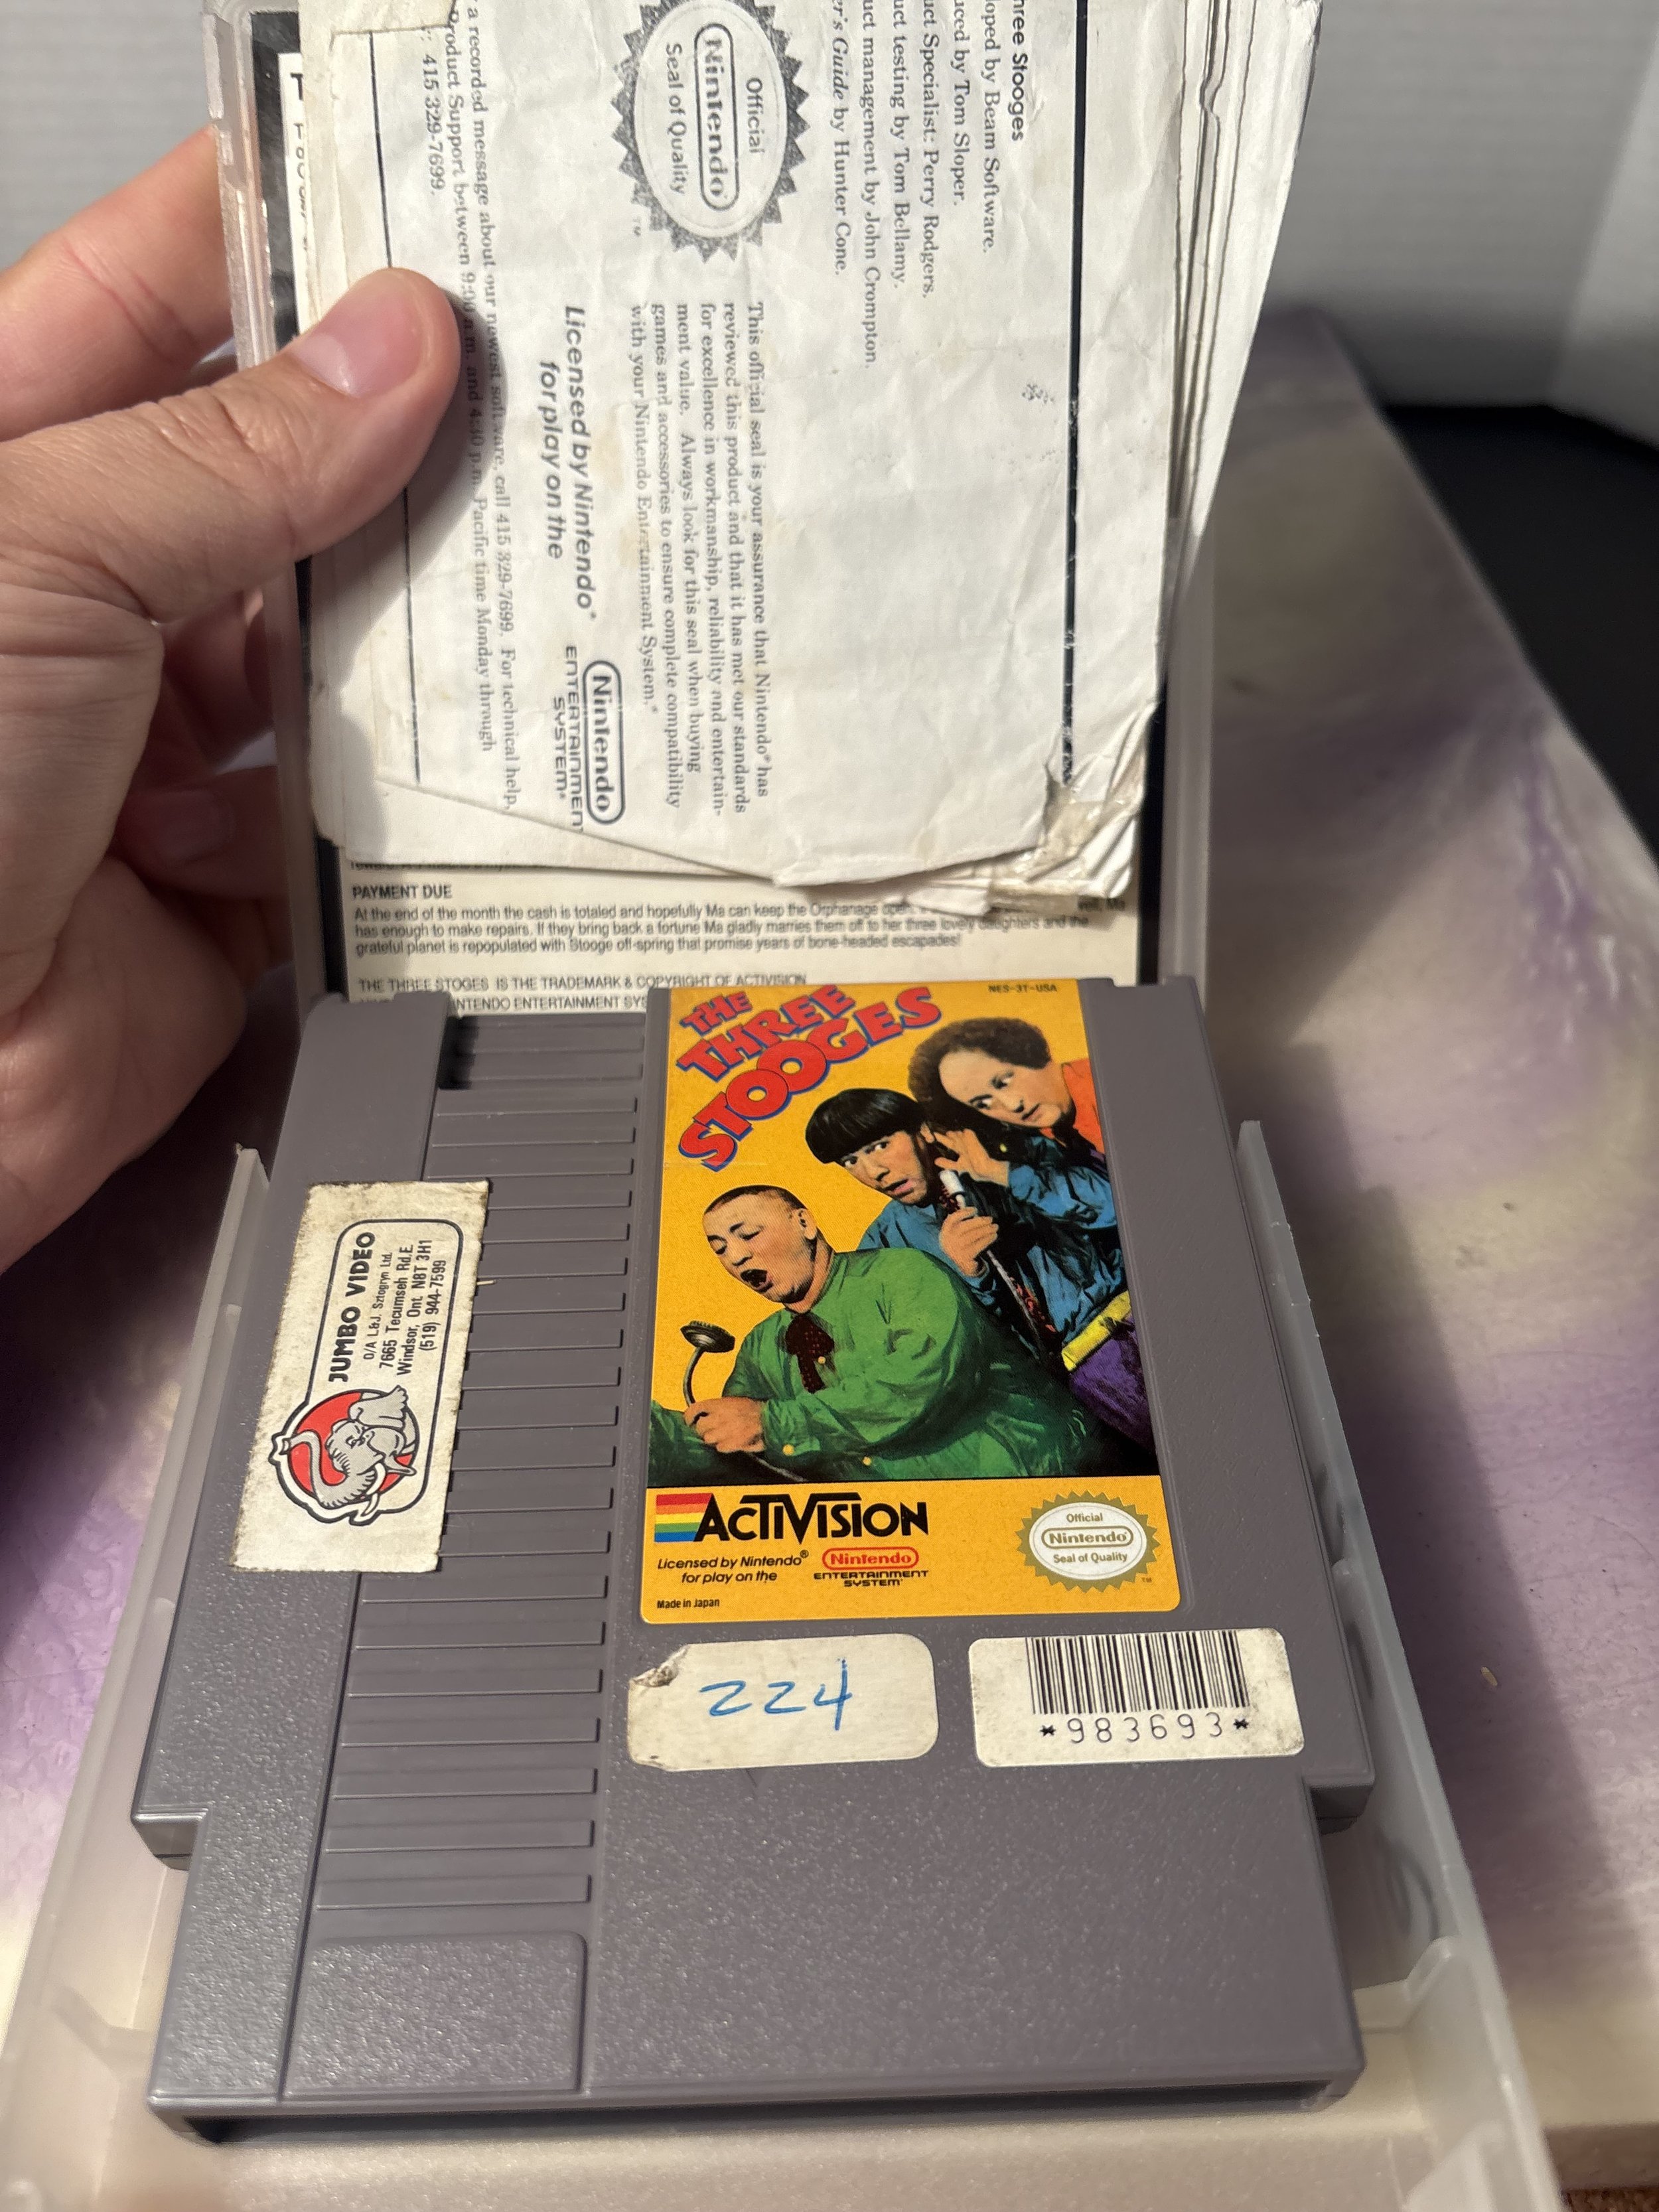 hree Stooges
loped by Beam Software.
uced by Tom Sloper.
uct Specialist: Perry Rodgers.
uct testing by Tom Bellamy.
uct management by John Crompton.
er's Guide by Hunter Cone.
Official
Nintendo
Seal of Quality
TM
This official seal is your assurance that Nintendo® has
reviewed this product and that it has met our standards
for excellence in workmanship, reliability and entertain-
ment value. Always look for this seal when buying
games and accessories to ensure complete compatibility
with your Nintendo Entertainment System.®
Licensed by Nintendo®
for play on the
Nintendo
ENTERTAINMEN
SYSTEM®
a recorded message about our newest software, call 415 329-7699. For technical help,
Product Support between 9:00 a.m. and 4:30 p.m. Pacific time Monday through
: 415 329-7699.
PAYMENT DUE
At the end of the month the cash is totaled and hopefully Ma can keep the Orphanage
has enough to make repairs. If they bring back a fortune Ma gladly marries them off to her three lovely daughters and the
grateful planet is repopulated with Stooge off-spring that promise years of bone-headed escapades!
THE THREE STOGES IS THE TRADEMARK & COPYRIGHT OF ACTIVISION
NTENDO ENTERTAINMENT SYS
NES-3T-USA
THE
THREE
STOOGES
JUMBO VIDEO
O/A L&J. Sztogryn Ltd.
7665 Tecumseh Rd.E.
Windsor, Ont. N8T 3H1
(519) 944-7599
ACTIVISION
Licensed by Nintendo®
for play on the
Nintendo
ENTERTAINMENT
SYSTEM®
Made in Japan
Official
Nintendo
Seal of Quality
TM
224
*983693*